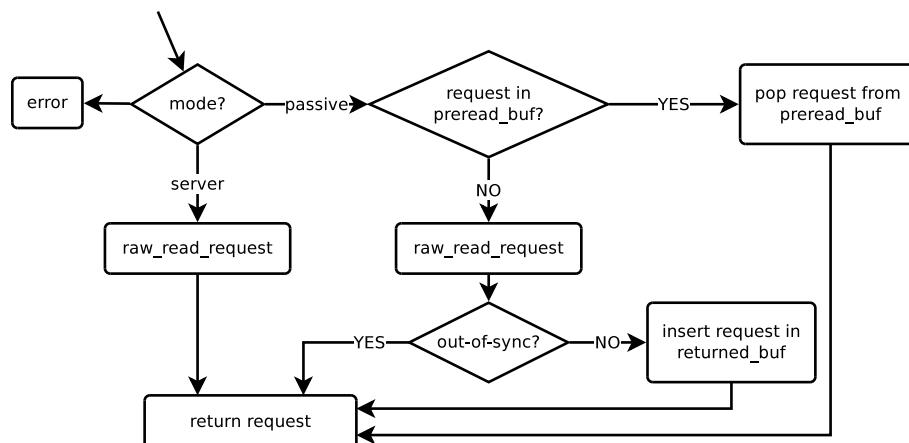 error
mode?
passive
request in
preread_buf?
YES
pop request from
preread_buf
server
NO
raw_read_request
raw_read_request
YES
out-of-sync?
NO
insert request in
returned_buf
return request